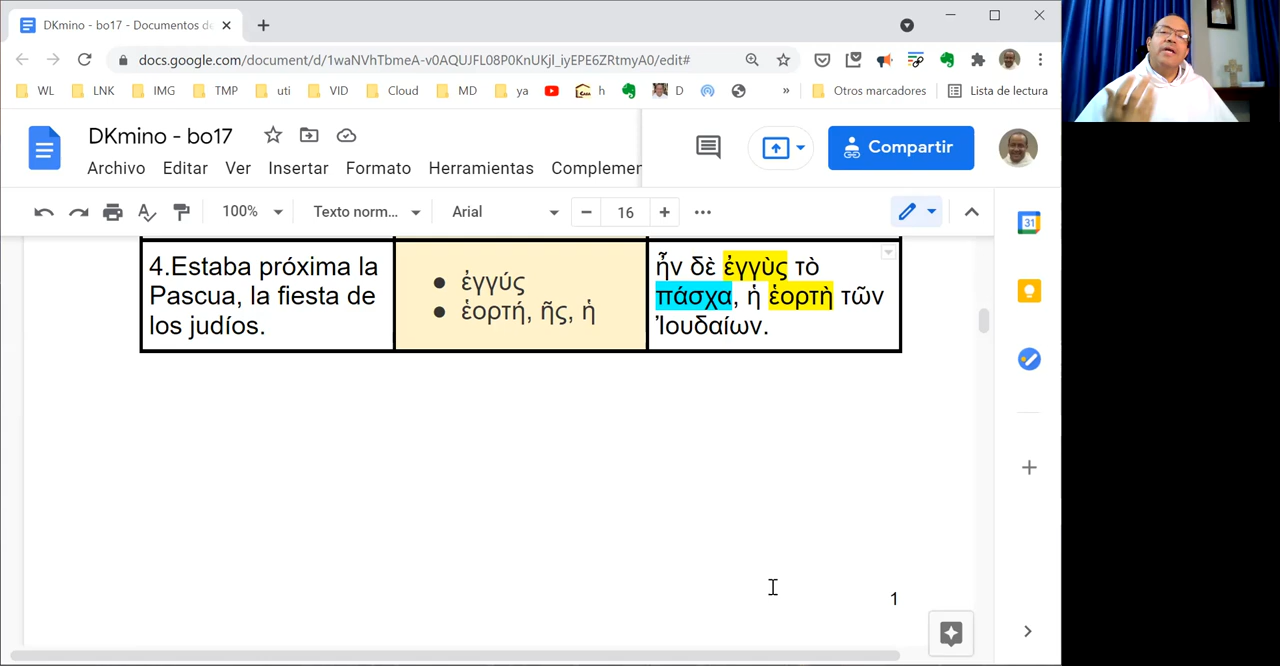 DKmino - bo17 - Documentos de
docs.google.com/document/d/1waNVhTbmeA-v0AQUJFL08P0KnUKjl_iyEPE6ZRtmyA0/edit#
WL LNK IMG TMP uti VID Cloud MD ya h D » Otros marcadores Lista de lectura
DKmino - bo17
Compartir
Archivo Editar Ver Insertar Formato Herramientas Complemen
100% Texto norm... Arial 16
31
4.Estaba próxima la
Pascua, la fiesta de
los judíos.
ἐγγύς
ἑορτή, ῆς, ἡ
ἦν δὲ ἐγγὺς τὸ
πάσχα, ἡ ἑορτὴ τῶν
Ἰουδαίων.
1